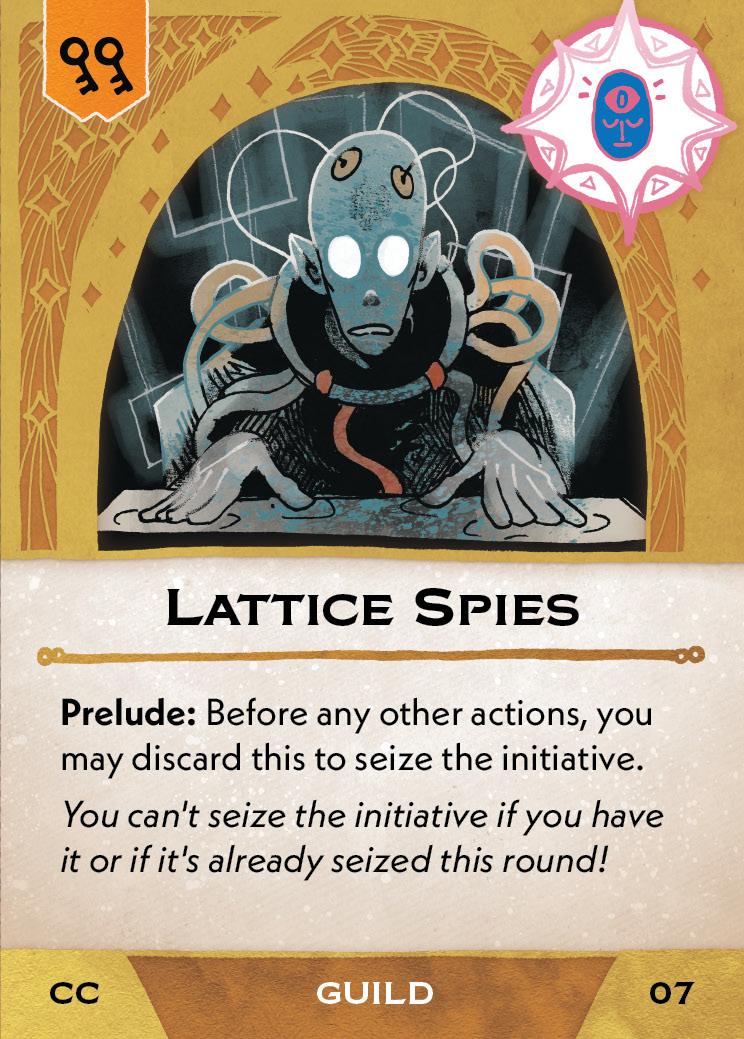 Lattice Spies
Prelude: Before any other actions, you
may discard this to seize the initiative.
You can't seize the initiative if you have
it or if it's already seized this round!
CC
GUILD
07